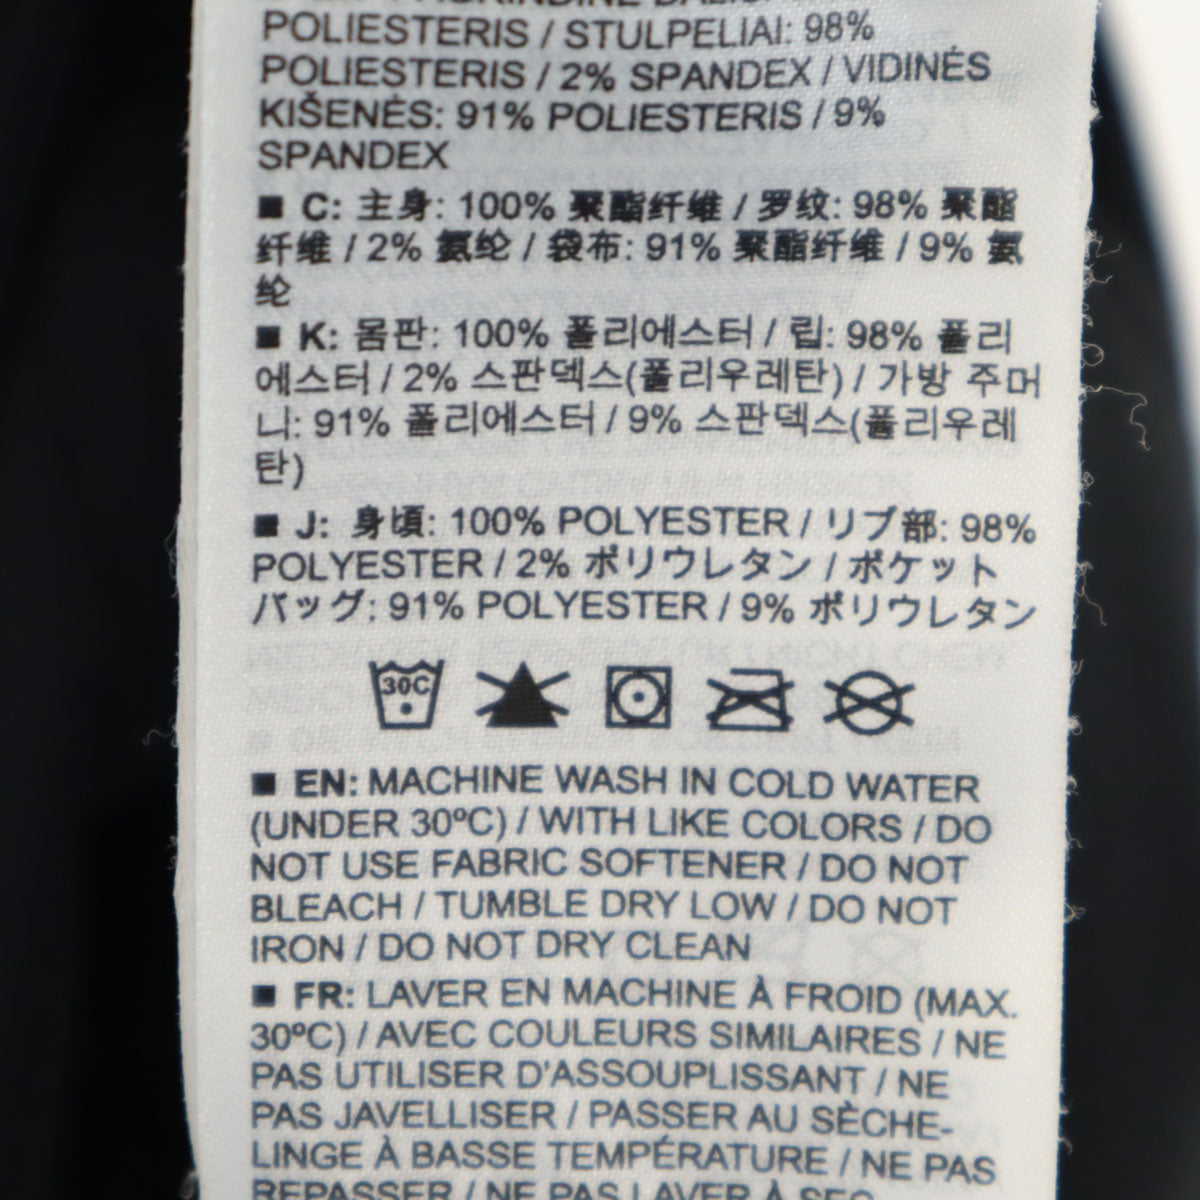 POLIESTERIS / STULPELIAI: 98%
POLIESTERIS / 2% SPANDEX / VIDINĖS
KIŠENĖS: 91% POLIESTERIS / 9%
SPANDEX
■ C: 主身: 100% 聚酯纤维 / 罗纹: 98% 聚酯
纤维 / 2% 氨纶 / 袋布: 91% 聚酯纤维 / 9% 氨
纶
■ K: 몸판: 100% 폴리에스터 / 립: 98% 폴리
에스터 / 2% 스판덱스(폴리우레탄) / 가방 주머
니: 91% 폴리에스터 / 9% 스판덱스(폴리우레
탄)
■ J: 身頃: 100% POLYESTER / リブ部: 98%
POLYESTER / 2% ポリウレタン / ポケット
バッグ: 91% POLYESTER / 9% ポリウレタン
30C
■ EN: MACHINE WASH IN COLD WATER
(UNDER 30ºC) / WITH LIKE COLORS / DO
NOT USE FABRIC SOFTENER / DO NOT
BLEACH / TUMBLE DRY LOW / DO NOT
IRON / DO NOT DRY CLEAN
■ FR: LAVER EN MACHINE À FROID (MAX.
30ºC) / AVEC COULEURS SIMILAIRES / NE
PAS UTILISER D'ASSOUPLISSANT / NE
PAS JAVELLISER / PASSER AU SÈCHE-
LINGE À BASSE TEMPÉRATURE / NE PAS
REPASSER / NE PAS LAVER À SEC